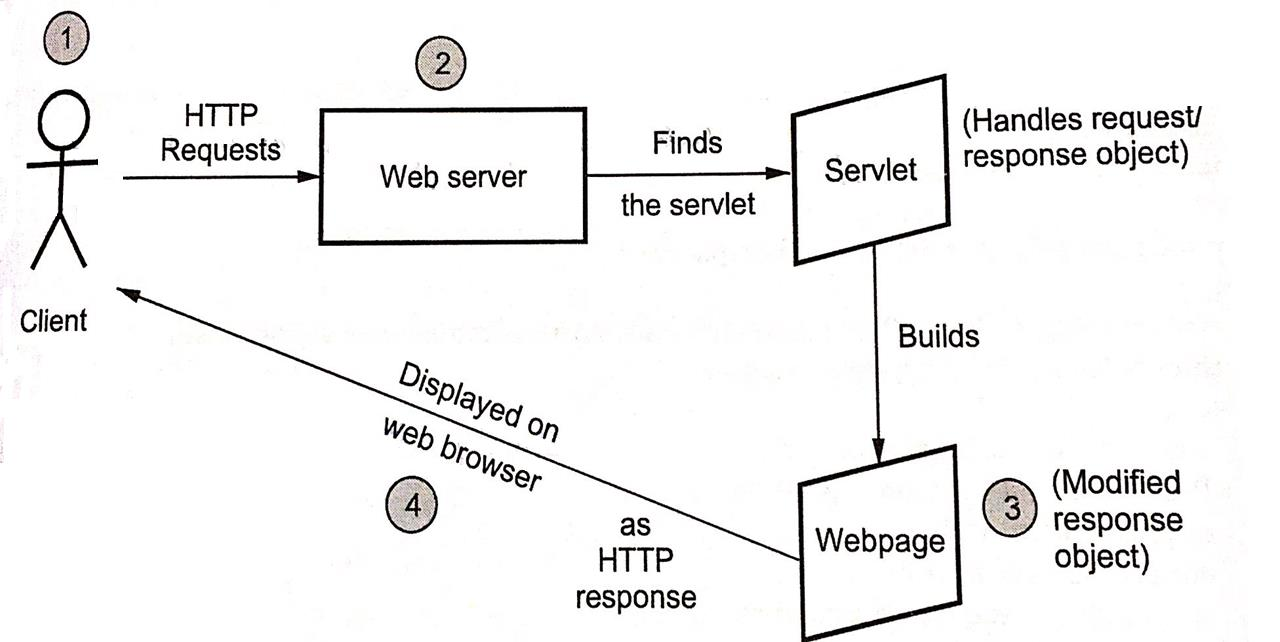 1
HTTP
Requests
Client
2
Web server
Finds
the servlet
Servlet
(Handles request/
response object)
Builds
Webpage
3
(Modified
response
object)
Displayed on
web browser
4
as
HTTP
response